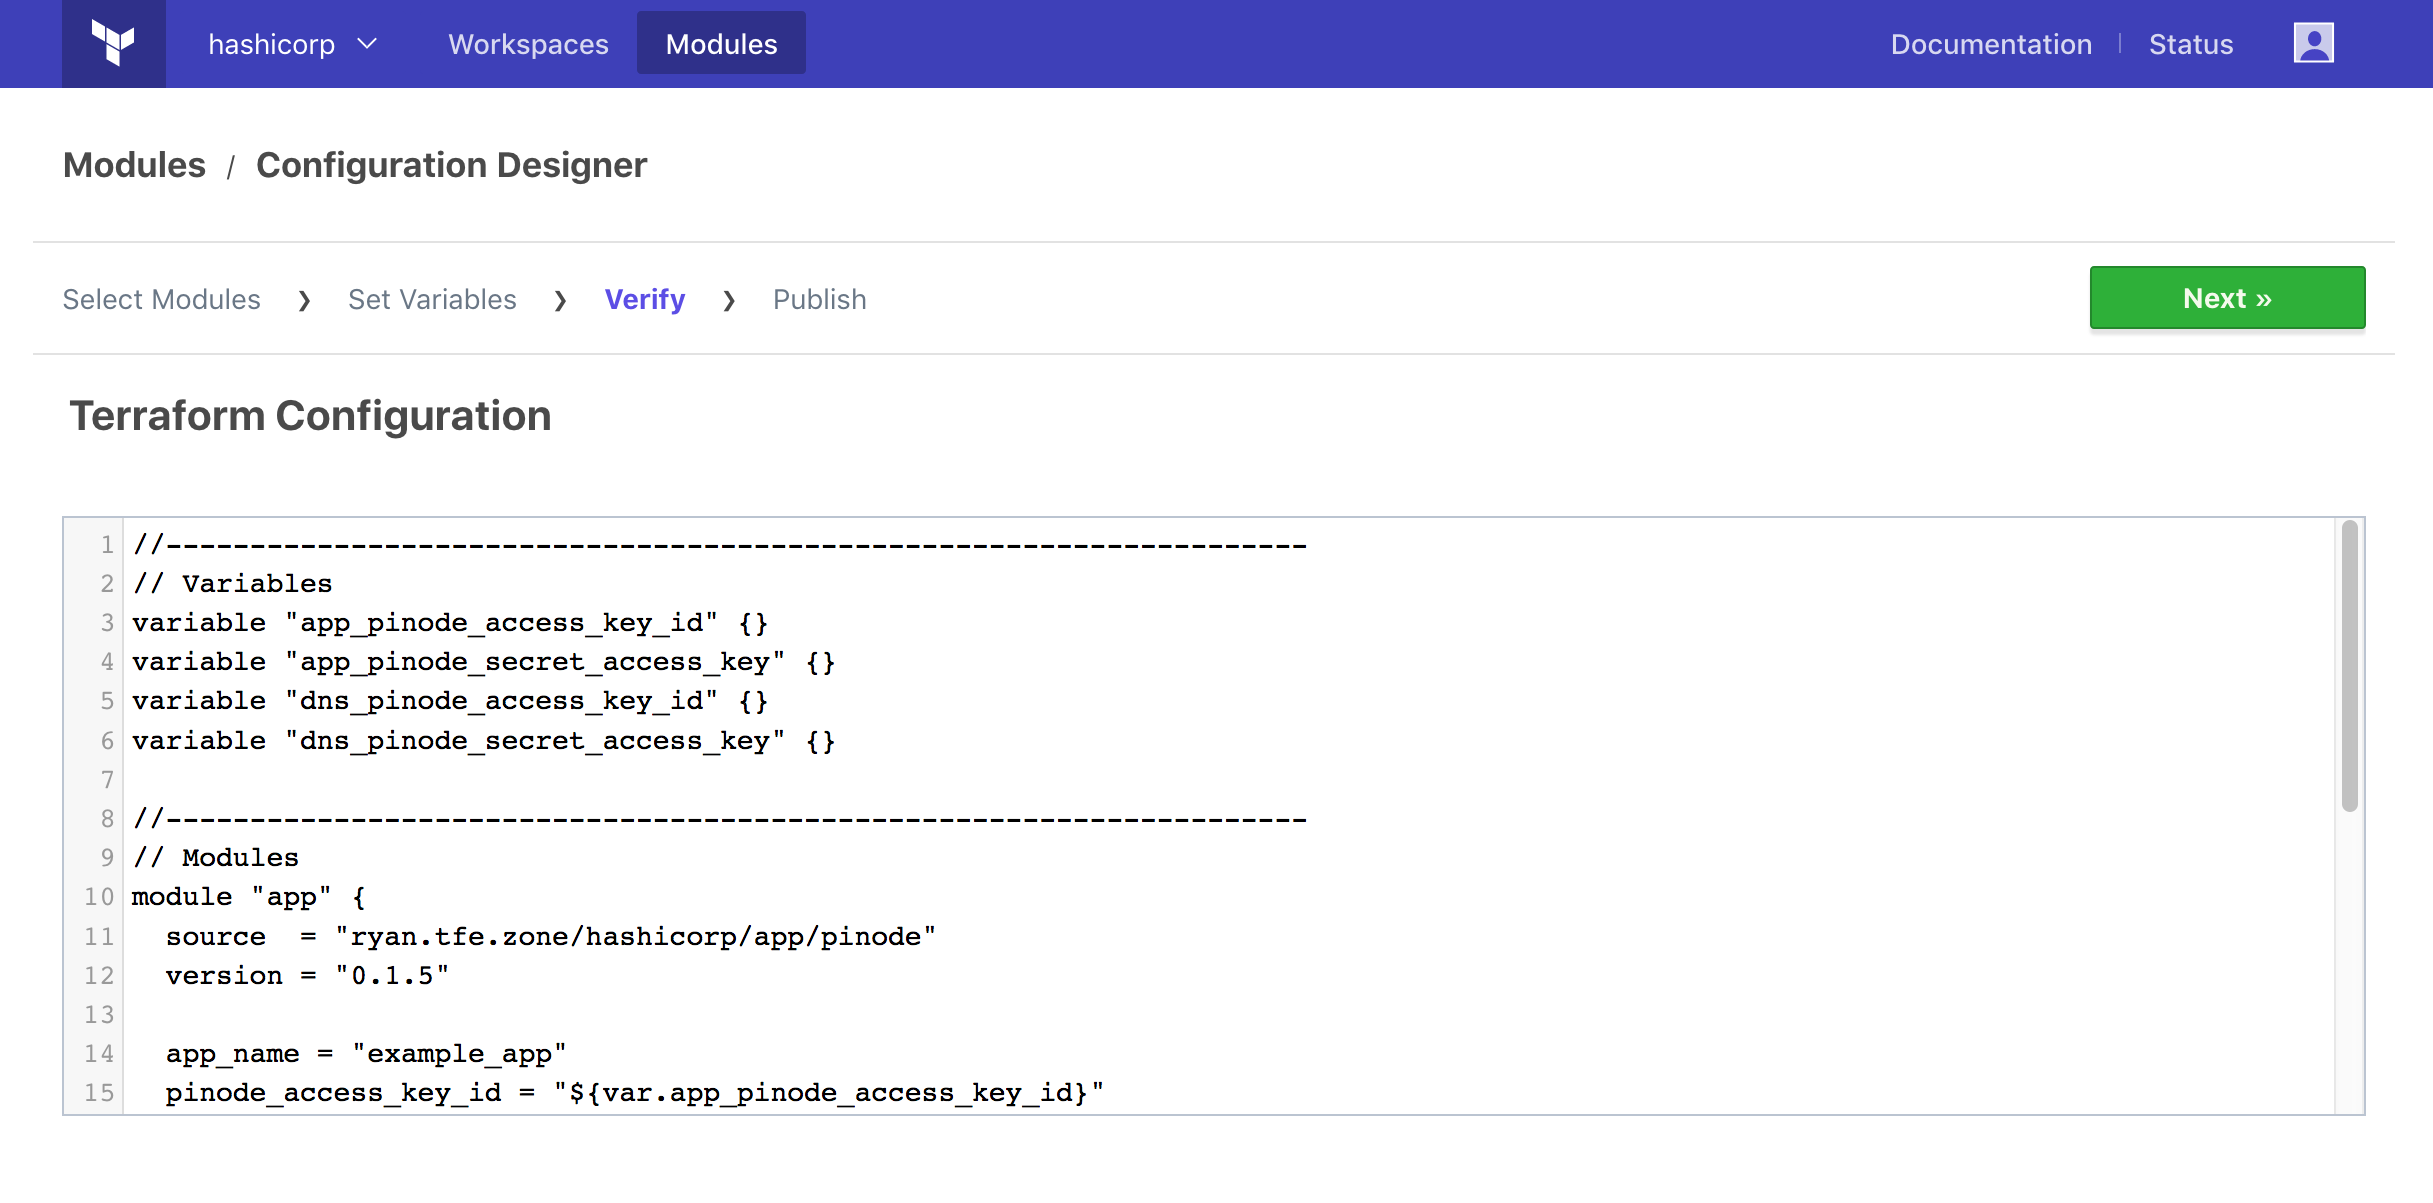 hashicorp Workspaces Modules Documentation | Status
Modules / Configuration Designer
Select Modules ❯ Set Variables ❯ Verify ❯ Publish Next »
Terraform Configuration
1 //--------------------------------------------------------------------
2 // Variables
3 variable "app_pinode_access_key_id" {}
4 variable "app_pinode_secret_access_key" {}
5 variable "dns_pinode_access_key_id" {}
6 variable "dns_pinode_secret_access_key" {}
7
8 //--------------------------------------------------------------------
9 // Modules
10 module "app" {
11   source  = "ryan.tfe.zone/hashicorp/app/pinode"
12   version = "0.1.5"
13
14   app_name = "example_app"
15   pinode_access_key_id = "${var.app_pinode_access_key_id}"